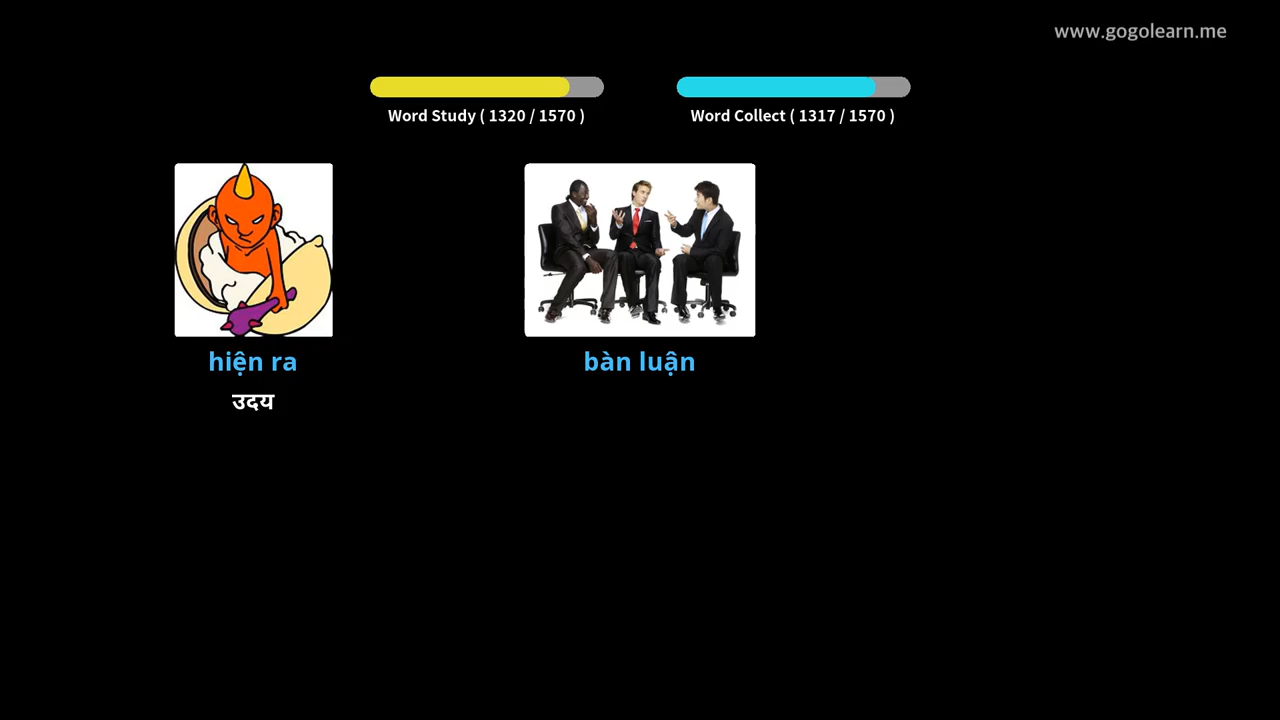 www.gogolearn.me
Word Study ( 1320 / 1570 )
Word Collect ( 1317 / 1570 )
hiện ra
bàn luận
उदय